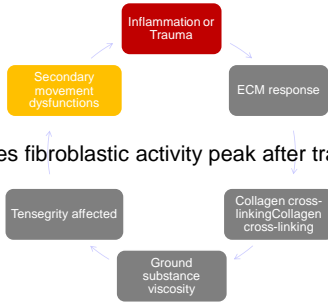 Inflammation or
Trauma
Secondary
movement
dysfunctions
ECM response
es fibroblastic activity peak after tra
Tensegrity affected
Collagen cross-
linkingCollagen
cross-linking
Ground
substance
viscosity